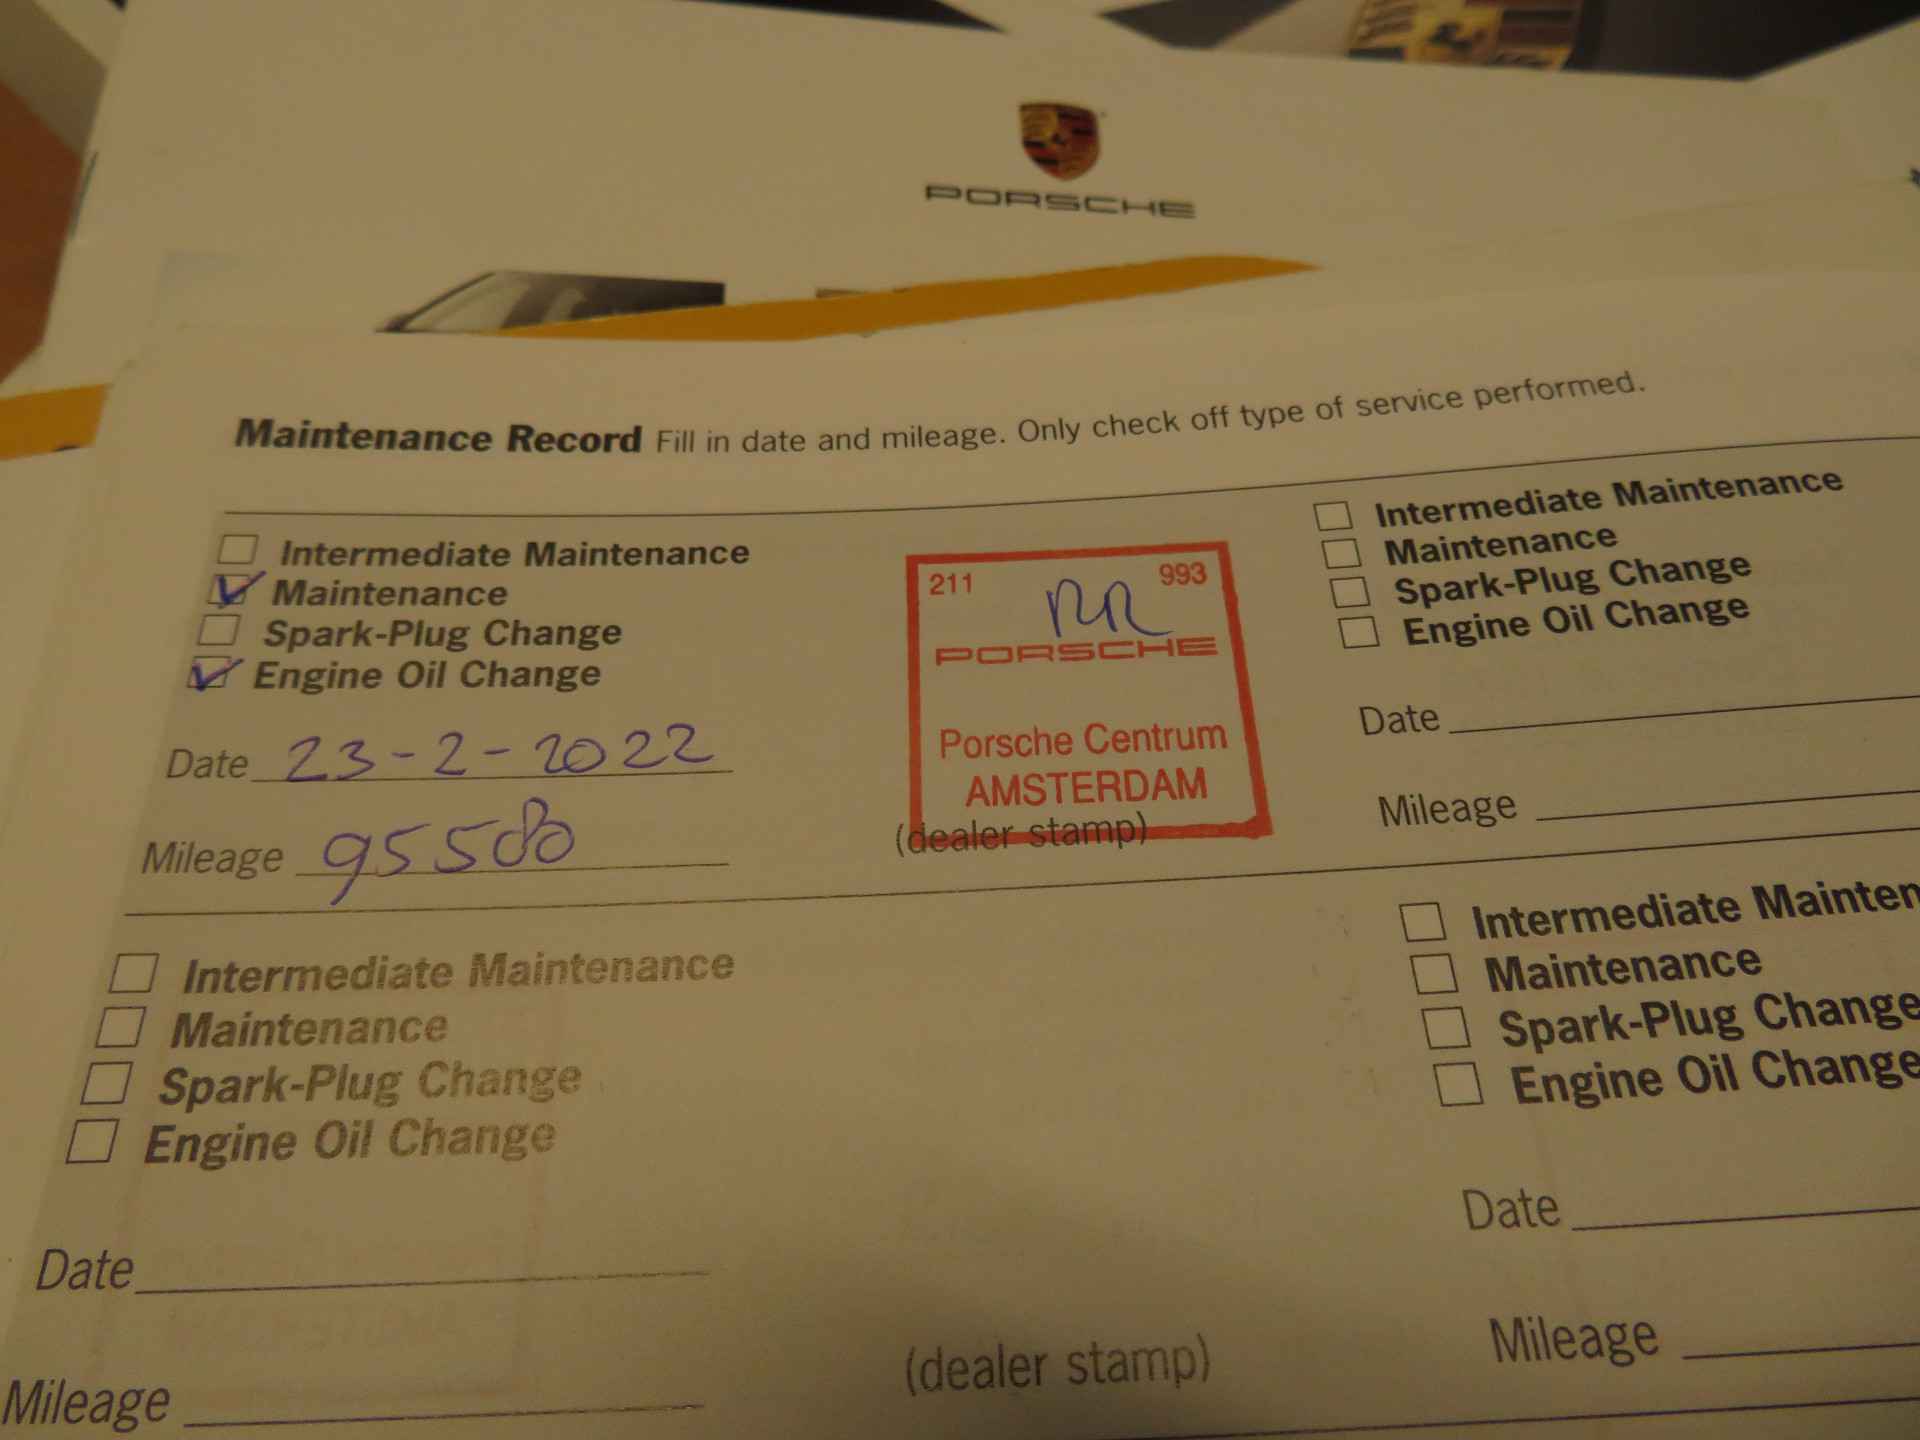 PORSCHE
Maintenance Record Fill in date and mileage. Only check off type of service performed.
Intermediate Maintenance
Maintenance
Spark-Plug Change
Engine Oil Change
Date 23-2-2022
Mileage 95580
211 993
PORSCHE
Porsche Centrum
AMSTERDAM
(dealer stamp)
Intermediate Maintenance
Maintenance
Spark-Plug Change
Engine Oil Change
Date
Mileage
Intermediate Maintenance
Maintenance
Spark-Plug Change
Engine Oil Change
Date
Mileage
(dealer stamp)
Intermediate Mainten
Maintenance
Spark-Plug Change
Engine Oil Change
Date
Mileage